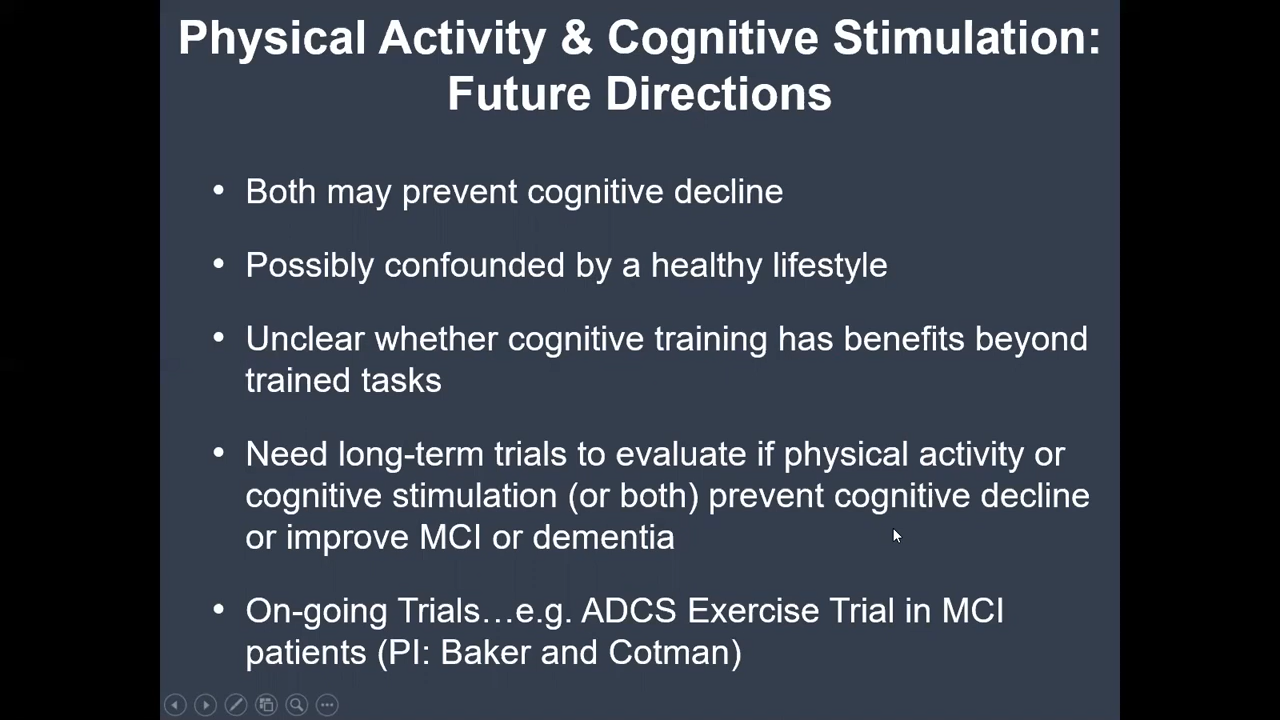 Physical Activity & Cognitive Stimulation:
Future Directions
• Both may prevent cognitive decline
• Possibly confounded by a healthy lifestyle
• Unclear whether cognitive training has benefits beyond
trained tasks
• Need long-term trials to evaluate if physical activity or
cognitive stimulation (or both) prevent cognitive decline
or improve MCI or dementia
• On-going Trials…e.g. ADCS Exercise Trial in MCI
patients (PI: Baker and Cotman)